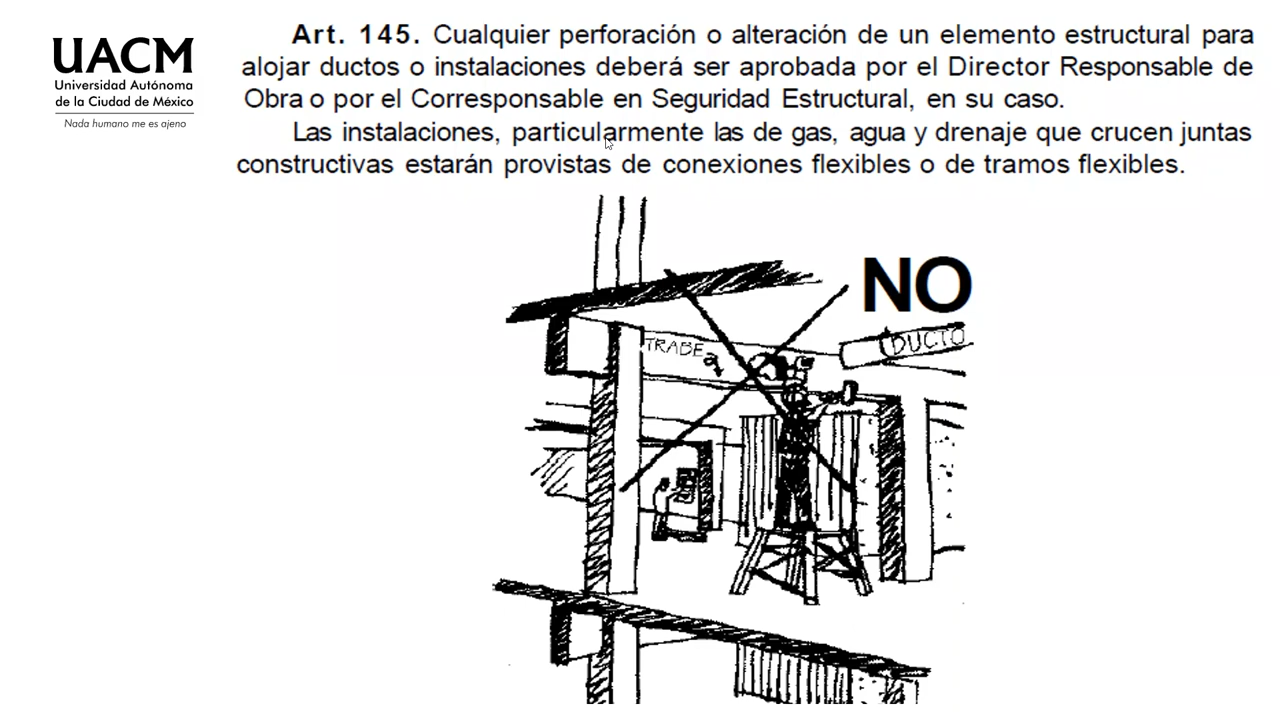 UACM
Universidad Autónoma
de la Ciudad de México
Nada humano me es ajeno
Art. 145. Cualquier perforación o alteración de un elemento estructural para
alojar ductos o instalaciones deberá ser aprobada por el Director Responsable de
Obra o por el Corresponsable en Seguridad Estructural, en su caso.
Las instalaciones, particularmente las de gas, agua y drenaje que crucen juntas
constructivas estarán provistas de conexiones flexibles o de tramos flexibles.
NO
TRABE
DUCTO